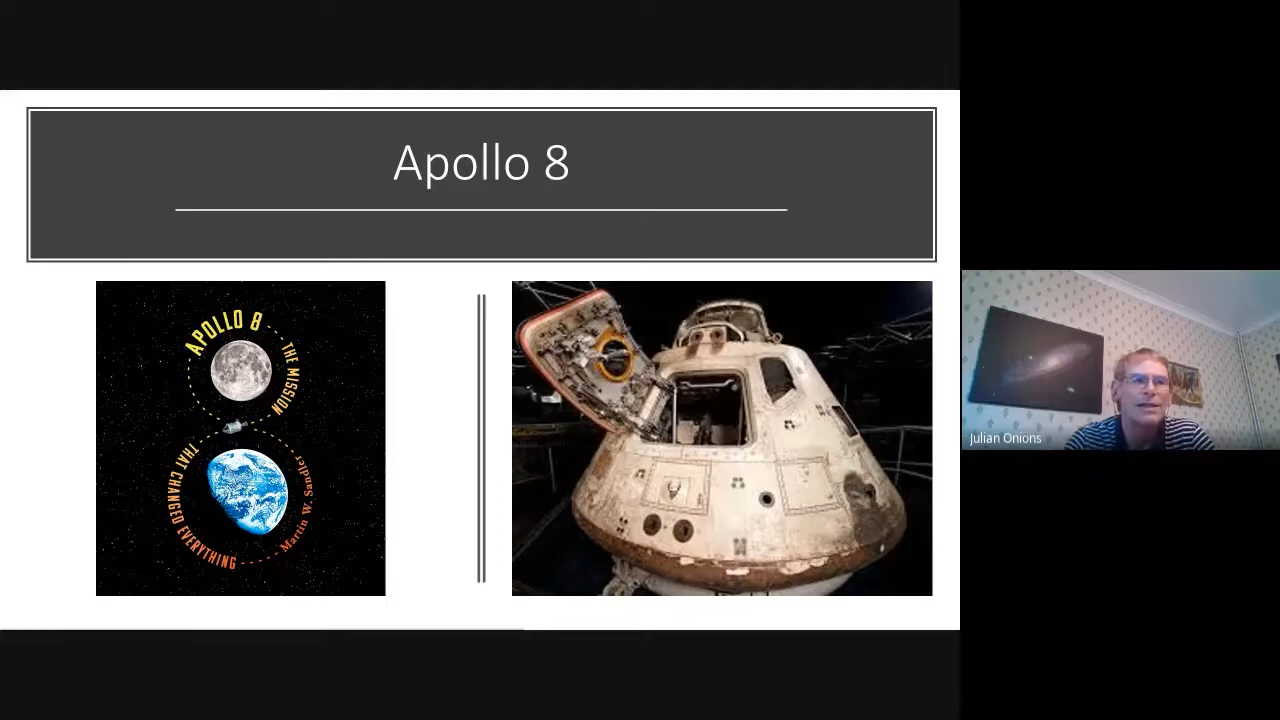 Apollo 8
APOLLO 8
THE MISSION
THAT CHANGED EVERYTHING
Martin W. Sandler
Julian Onions